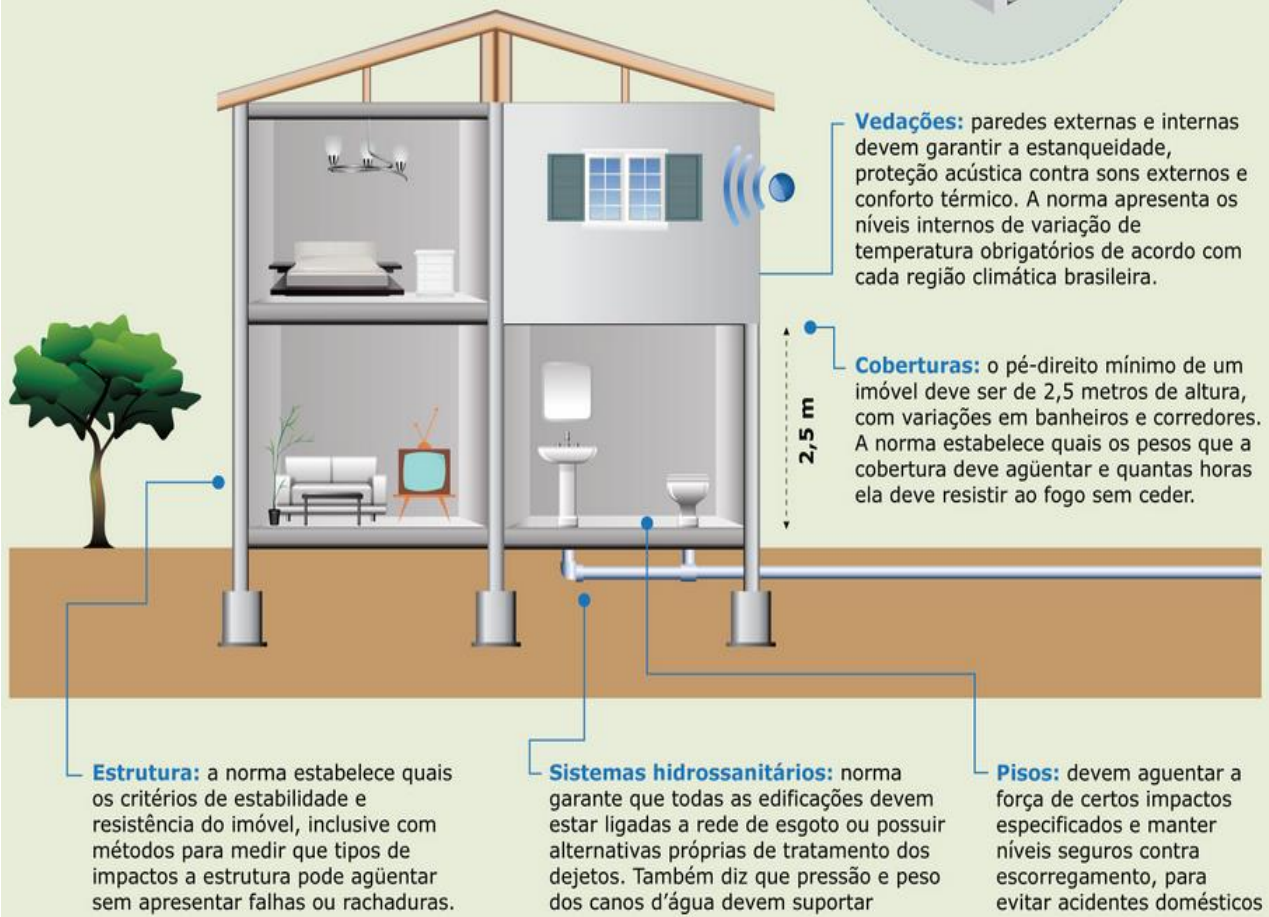 Vedações: paredes externas e internas
devem garantir a estanqueidade,
proteção acústica contra sons externos e
conforto térmico. A norma apresenta os
níveis internos de variação de
temperatura obrigatórios de acordo com
cada região climática brasileira.
Coberturas: o pé-direito mínimo de um
imóvel deve ser de 2,5 metros de altura,
com variações em banheiros e corredores.
A norma estabelece quais os pesos que a
cobertura deve agüentar e quantas horas
ela deve resistir ao fogo sem ceder.
2,5 m
Estrutura: a norma estabelece quais
os critérios de estabilidade e
resistência do imóvel, inclusive com
métodos para medir que tipos de
impactos a estrutura pode agüentar
sem apresentar falhas ou rachaduras.
Sistemas hidrossanitários: norma
garante que todas as edificações devem
estar ligadas a rede de esgoto ou possuir
alternativas próprias de tratamento dos
dejetos. Também diz que pressão e peso
dos canos d'água devem suportar
Pisos: devem aguentar a
força de certos impactos
especificados e manter
níveis seguros contra
escorregamento, para
evitar acidentes domésticos